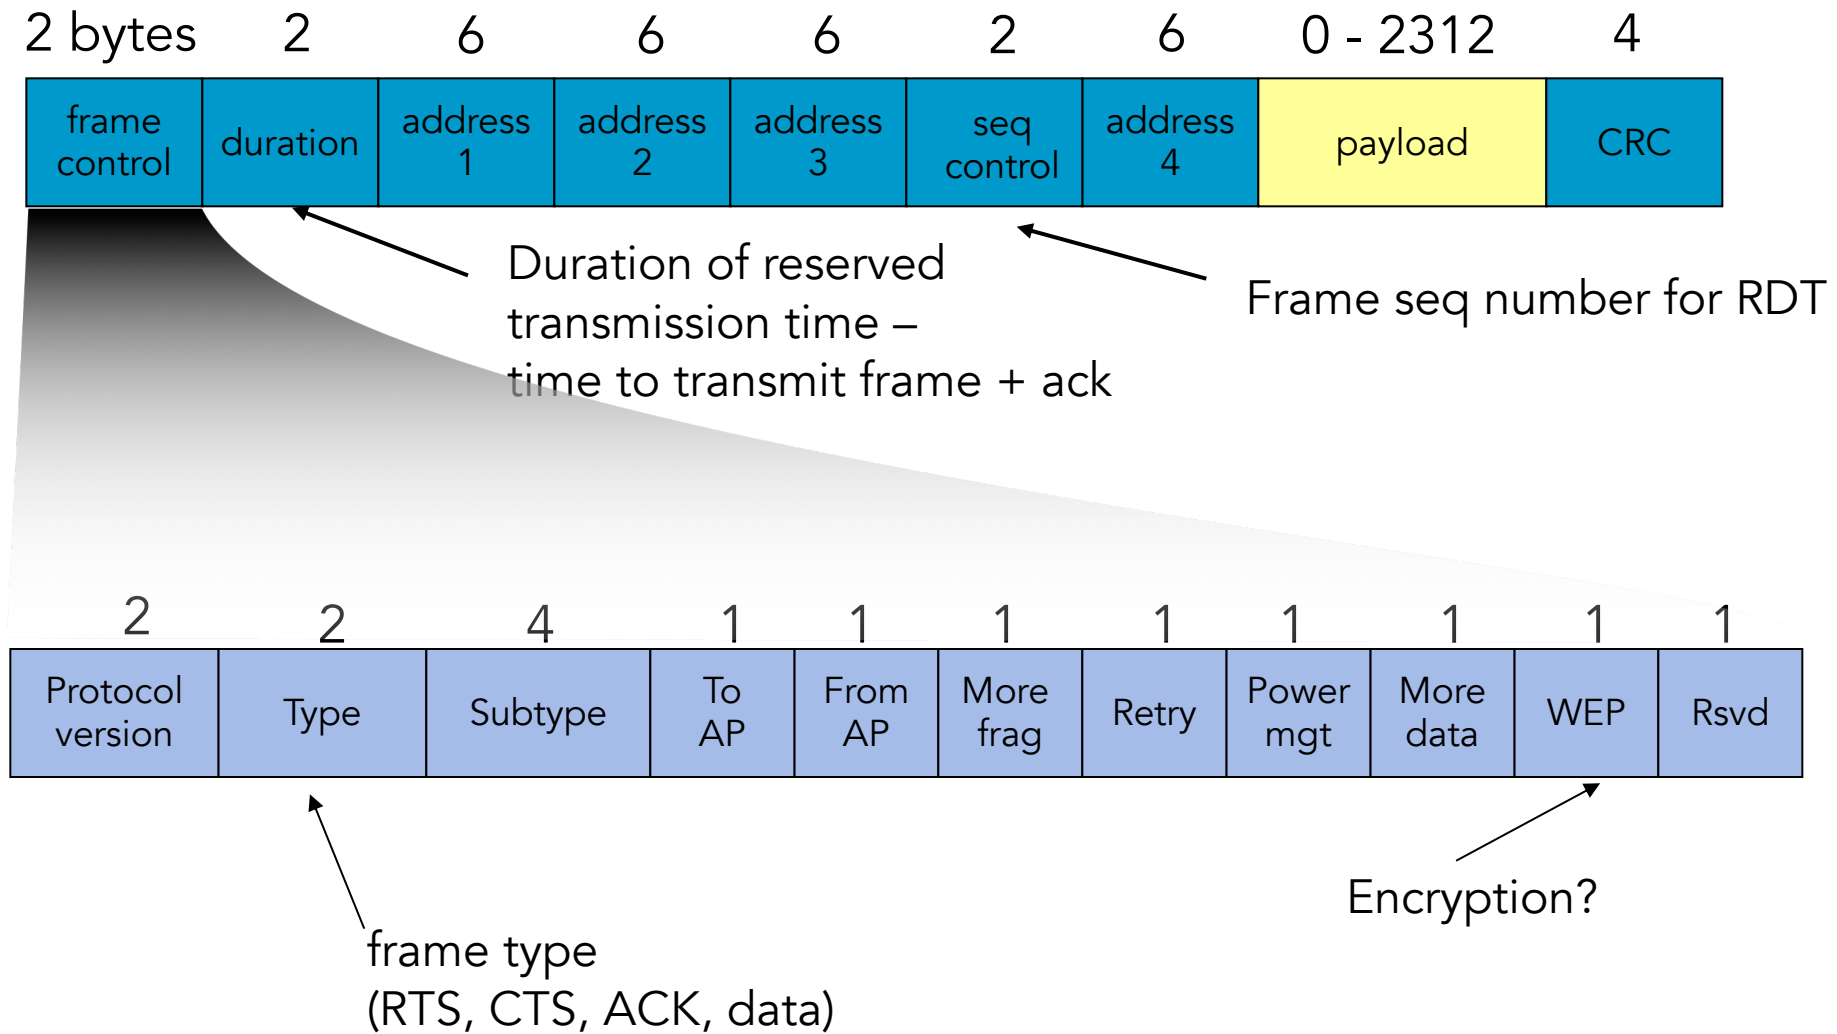 2 bytes 2 6 6 6 2 6 0 - 2312 4
frame control duration address 1 address 2 address 3 seq control address 4 payload CRC
Duration of reserved
transmission time –
time to transmit frame + ack
Frame seq number for RDT
2 2 4 1 1 1 1 1 1 1 1
Protocol version Type Subtype To AP From AP More frag Retry Power mgt More data WEP Rsvd
Encryption?
frame type
(RTS, CTS, ACK, data)